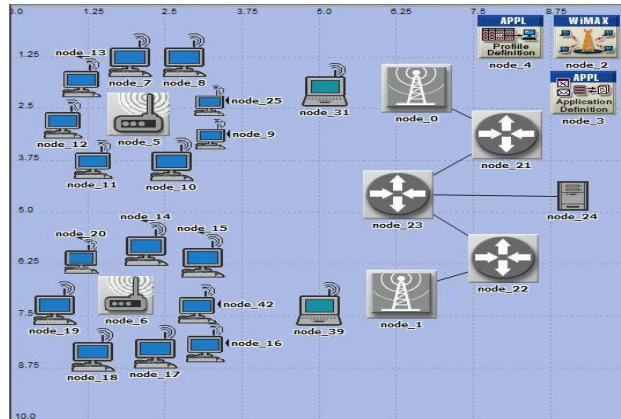 0.0 1.25 2.5 3.75 5.0 6.25 7.5 8.75
1.25
2.5
3.75
5.0
6.25
7.5
8.75
10.0
node_13
node_7
node_8
node_25
node_12
node_5
node_9
node_11
node_10
node_31
node_0
APPL
Profile
Definition
node_4
WiMAX
node_2
APPL
Application
Definition
node_3
node_21
node_23
node_24
node_14
node_15
node_20
node_22
node_19
node_6
node_42
node_39
node_1
node_16
node_18
node_17